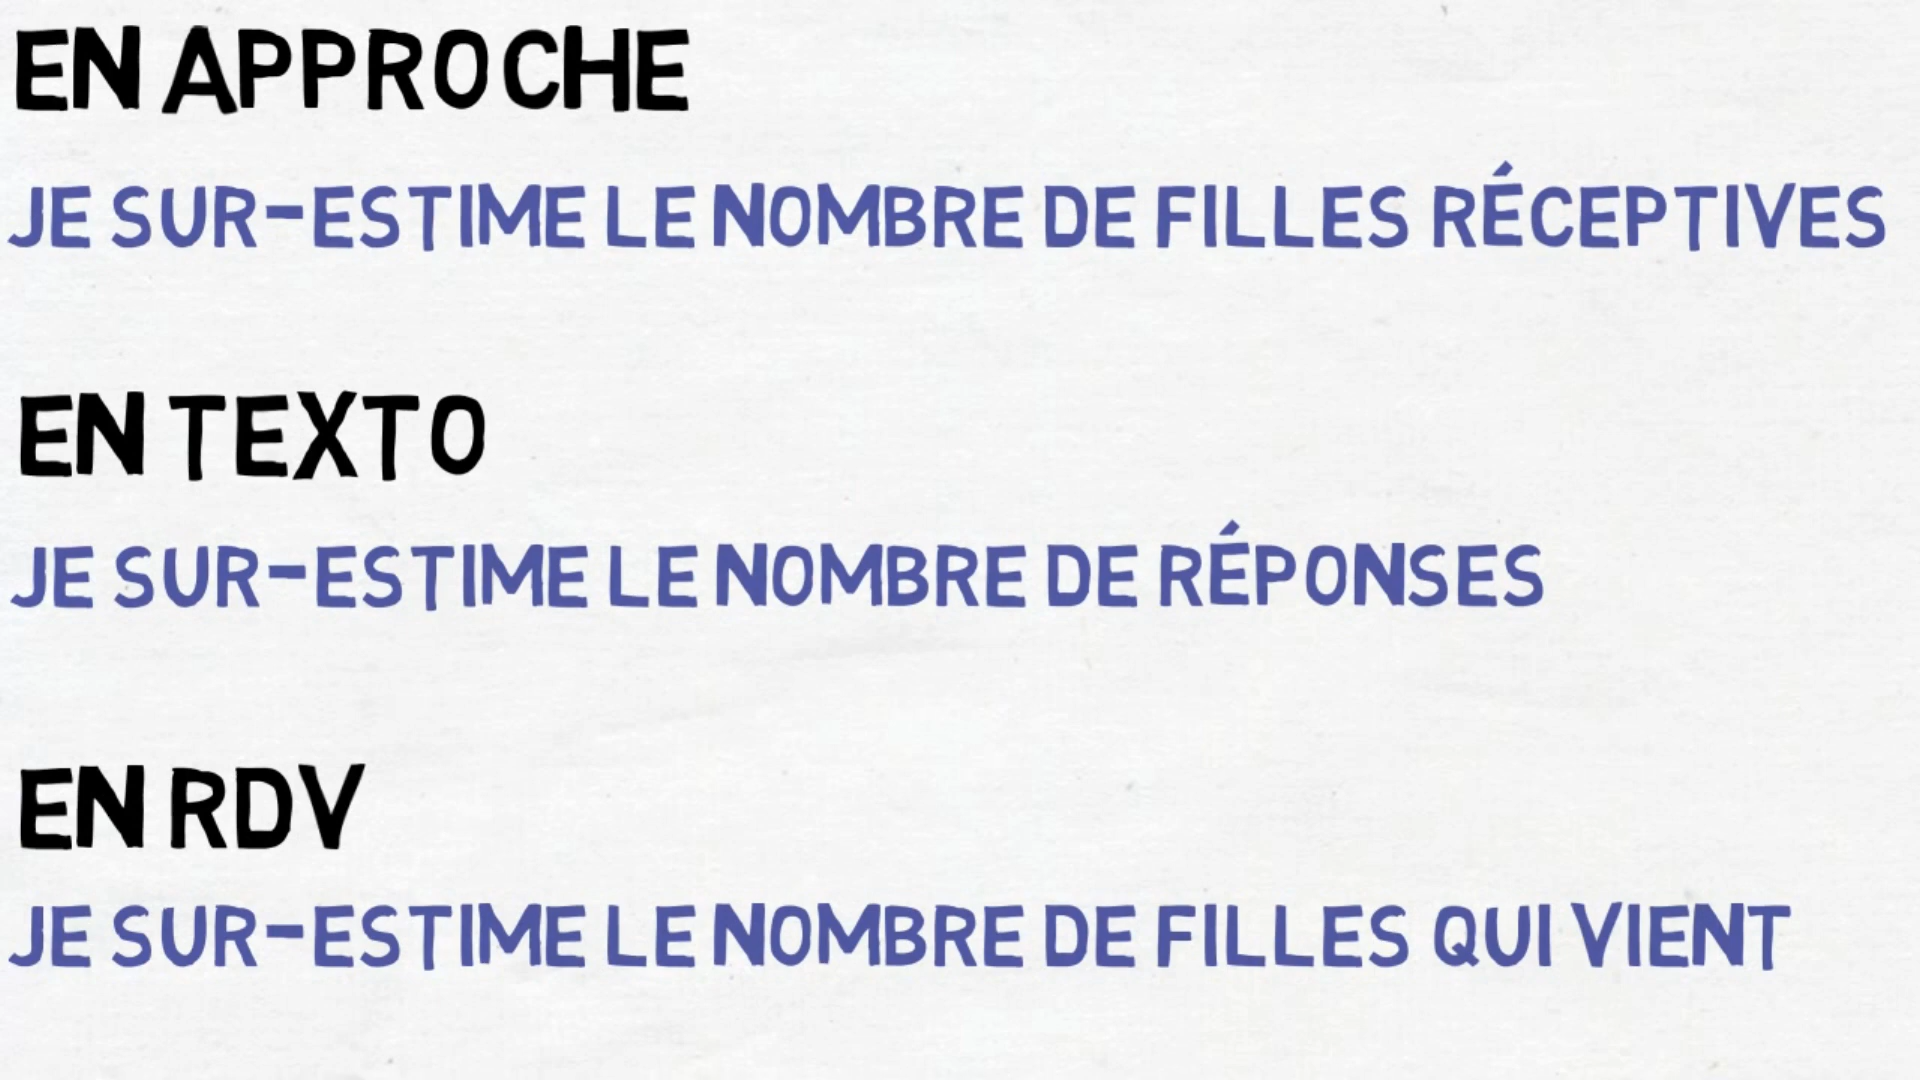 EN APPROCHE
JE SUR-ESTIME LE NOMBRE DE FILLES RÉCEPTIVES
EN TEXTO
JE SUR-ESTIME LE NOMBRE DE RÉPONSES
EN RDV
JE SUR-ESTIME LE NOMBRE DE FILLES QUI VIENT